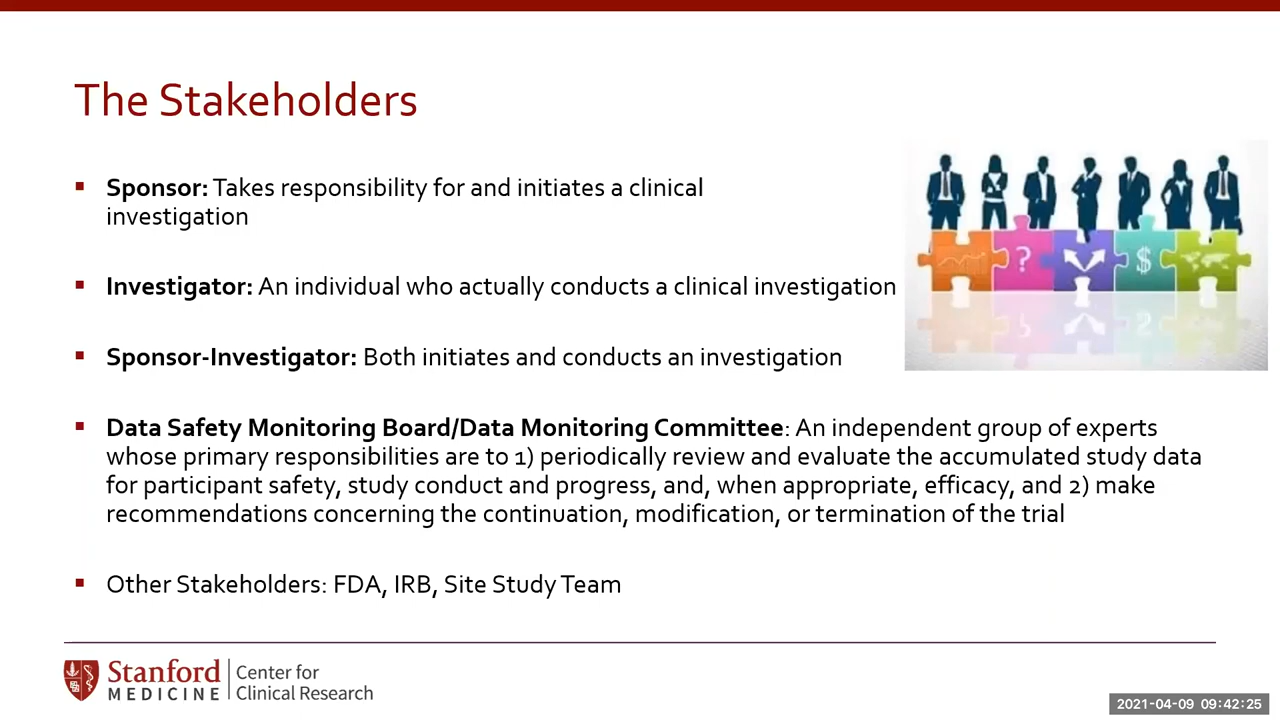 The Stakeholders
Sponsor: Takes responsibility for and initiates a clinical
investigation
Investigator: An individual who actually conducts a clinical investigation
Sponsor-Investigator: Both initiates and conducts an investigation
Data Safety Monitoring Board/Data Monitoring Committee: An independent group of experts
whose primary responsibilities are to 1) periodically review and evaluate the accumulated study data
for participant safety, study conduct and progress, and, when appropriate, efficacy, and 2) make
recommendations concerning the continuation, modification, or termination of the trial
Other Stakeholders: FDA, IRB, Site Study Team
? $
Stanford
MEDICINE
Center for
Clinical Research
2021-04-09 09:42:25